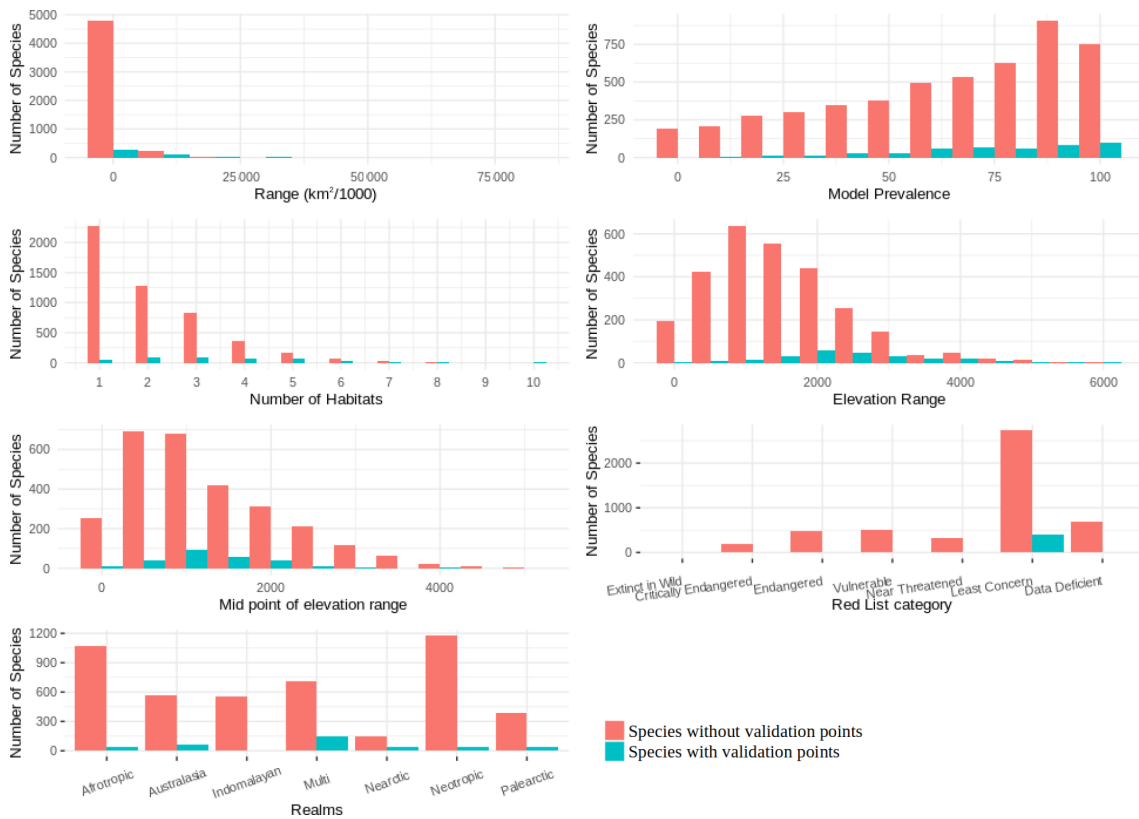 Number of Species
5000
4000
3000
2000
1000
0
0 25 000 50 000 75 000
Range (km²/1000)
Number of Species
750
500
250
0
0 25 50 75 100
Model Prevalence
Number of Species
2000
1500
1000
500
0
1 2 3 4 5 6 7 8 9 10
Number of Habitats
Number of Species
600
400
200
0
0 2000 4000 6000
Elevation Range
Number of Species
600
400
200
0
0 2000 4000
Mid point of elevation range
Number of Species
2000
1000
0
Extinct in Wild Critically Endangered Endangered Vulnerable Near Threatened Least Concern Data Deficient
Red List category
Number of Species
1200
900
600
300
0
Afrotropic Australasia Indomalayan Multi Nearctic Neotropic Palearctic
Realms
Species without validation points
Species with validation points